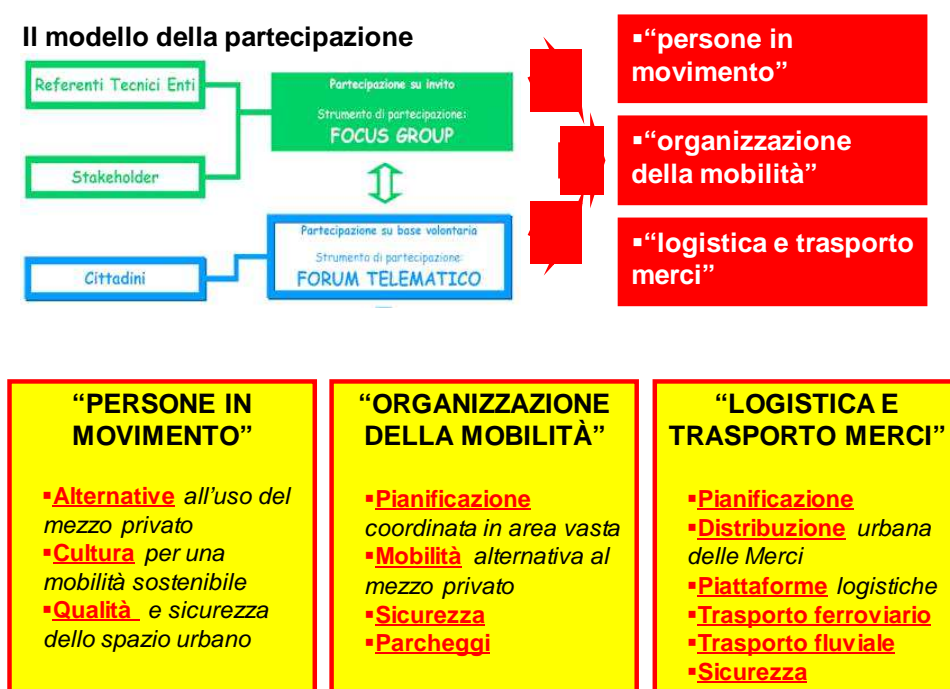 Il modello della partecipazione
Referenti Tecnici Enti
Stakeholder
Cittadini
Partecipazione su invito
Strumento di partecipazione:
FOCUS GROUP
Partecipazione su base volontaria
Strumento di partecipazione:
FORUM TELEMATICO
▪“persone in
movimento”
▪“organizzazione
della mobilità”
▪“logistica e trasporto
merci”
“PERSONE IN
MOVIMENTO”
▪Alternative all’uso del
mezzo privato
▪Cultura per una
mobilità sostenibile
▪Qualità e sicurezza
dello spazio urbano
“ORGANIZZAZIONE
DELLA MOBILITÀ”
▪Pianificazione
coordinata in area vasta
▪Mobilità alternativa al
mezzo privato
▪Sicurezza
▪Parcheggi
“LOGISTICA E
TRASPORTO MERCI”
▪Pianificazione
▪Distribuzione urbana
delle Merci
▪Piattaforme logistiche
▪Trasporto ferroviario
▪Trasporto fluviale
▪Sicurezza